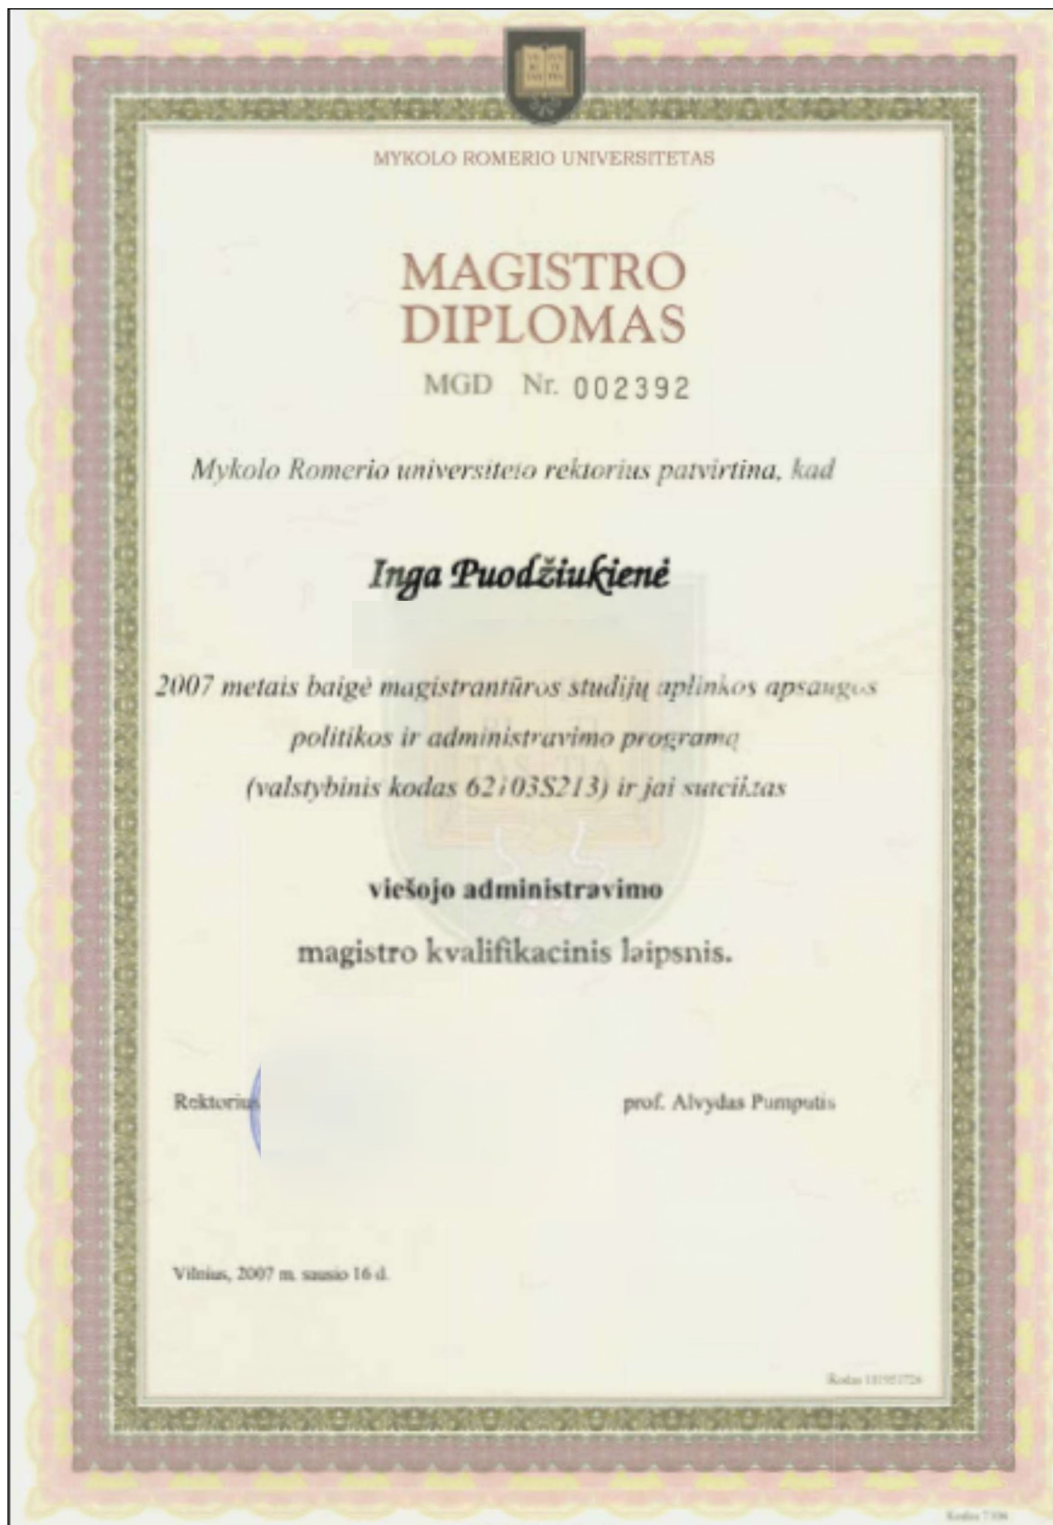 MYKOLO ROMERIO UNIVERSITETAS
MAGISTRO
DIPLOMAS
MGD Nr. 002392
Mykolo Romerio universiteto rektorius patvirtina, kad
Inga Puodžiukienė
2007 metais baigė magistrantūros studijų aplinkos apsaugos
politikos ir administravimo programą
(valstybinis kodas 62103S213) ir jai suteiktas
viešojo administravimo
magistro kvalifikacinis laipsnis.
Rektorius
prof. Alvydas Pumputis
Vilnius, 2007 m. sausio 16 d.
Kodas
Kodas